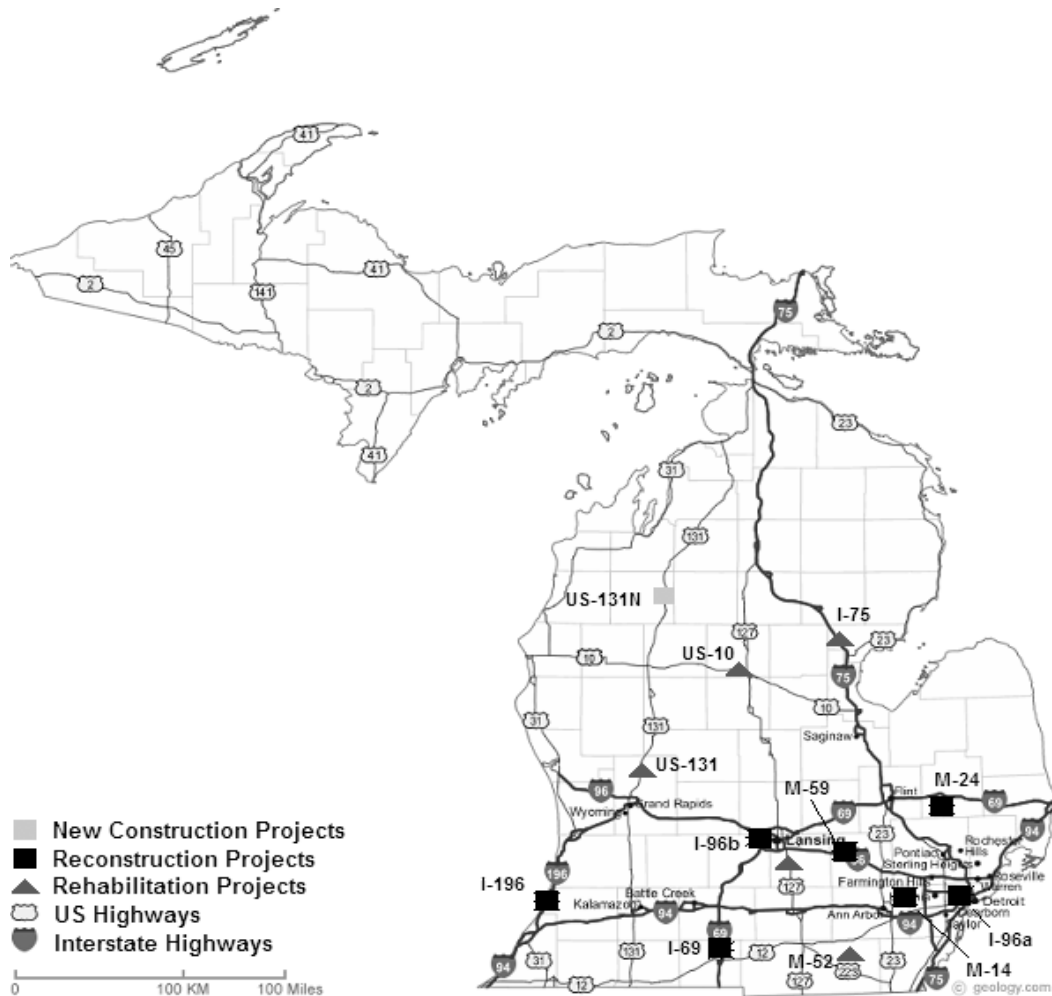 41
45
2
141
41
75
2
2
23
41
31
131
US-131N
I-75
127
23
US-10
10
75
10
31
131
Saginaw
US-131
M-24
M-59
96
Flint
69
Grand Rapids
Wyoming
69
23
94
New Construction Projects
Reconstruction Projects
Rehabilitation Projects
US Highways
Interstate Highways
I-96b
Lansing
Rochester
Hills
Pontiac
Sterling Heights
Roseville
Warren
196
I-196
127
Farmington Hills
Battle Creek
Kalamazoo
94
Ann Arbor
Detroit
Dearborn
Taylor
94
I-96a
69
I-69
12
M-52
223
23
M-14
94
31
131
12
127
75
0
100 KM
100 Miles
© geology.com